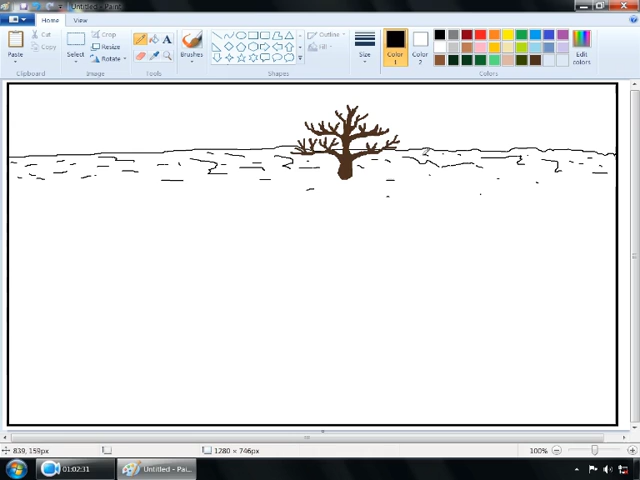 Untitled - Paint
Home View
Paste
Cut
Copy
Clipboard
Select
Crop
Resize
Rotate
Image
A
Tools
Brushes
Outline
Fill
Shapes
Size
Color
1
Color
2
Edit
colors
Colors
839, 159px
1280 × 746px
100%
01:02:31
Untitled - Pai...